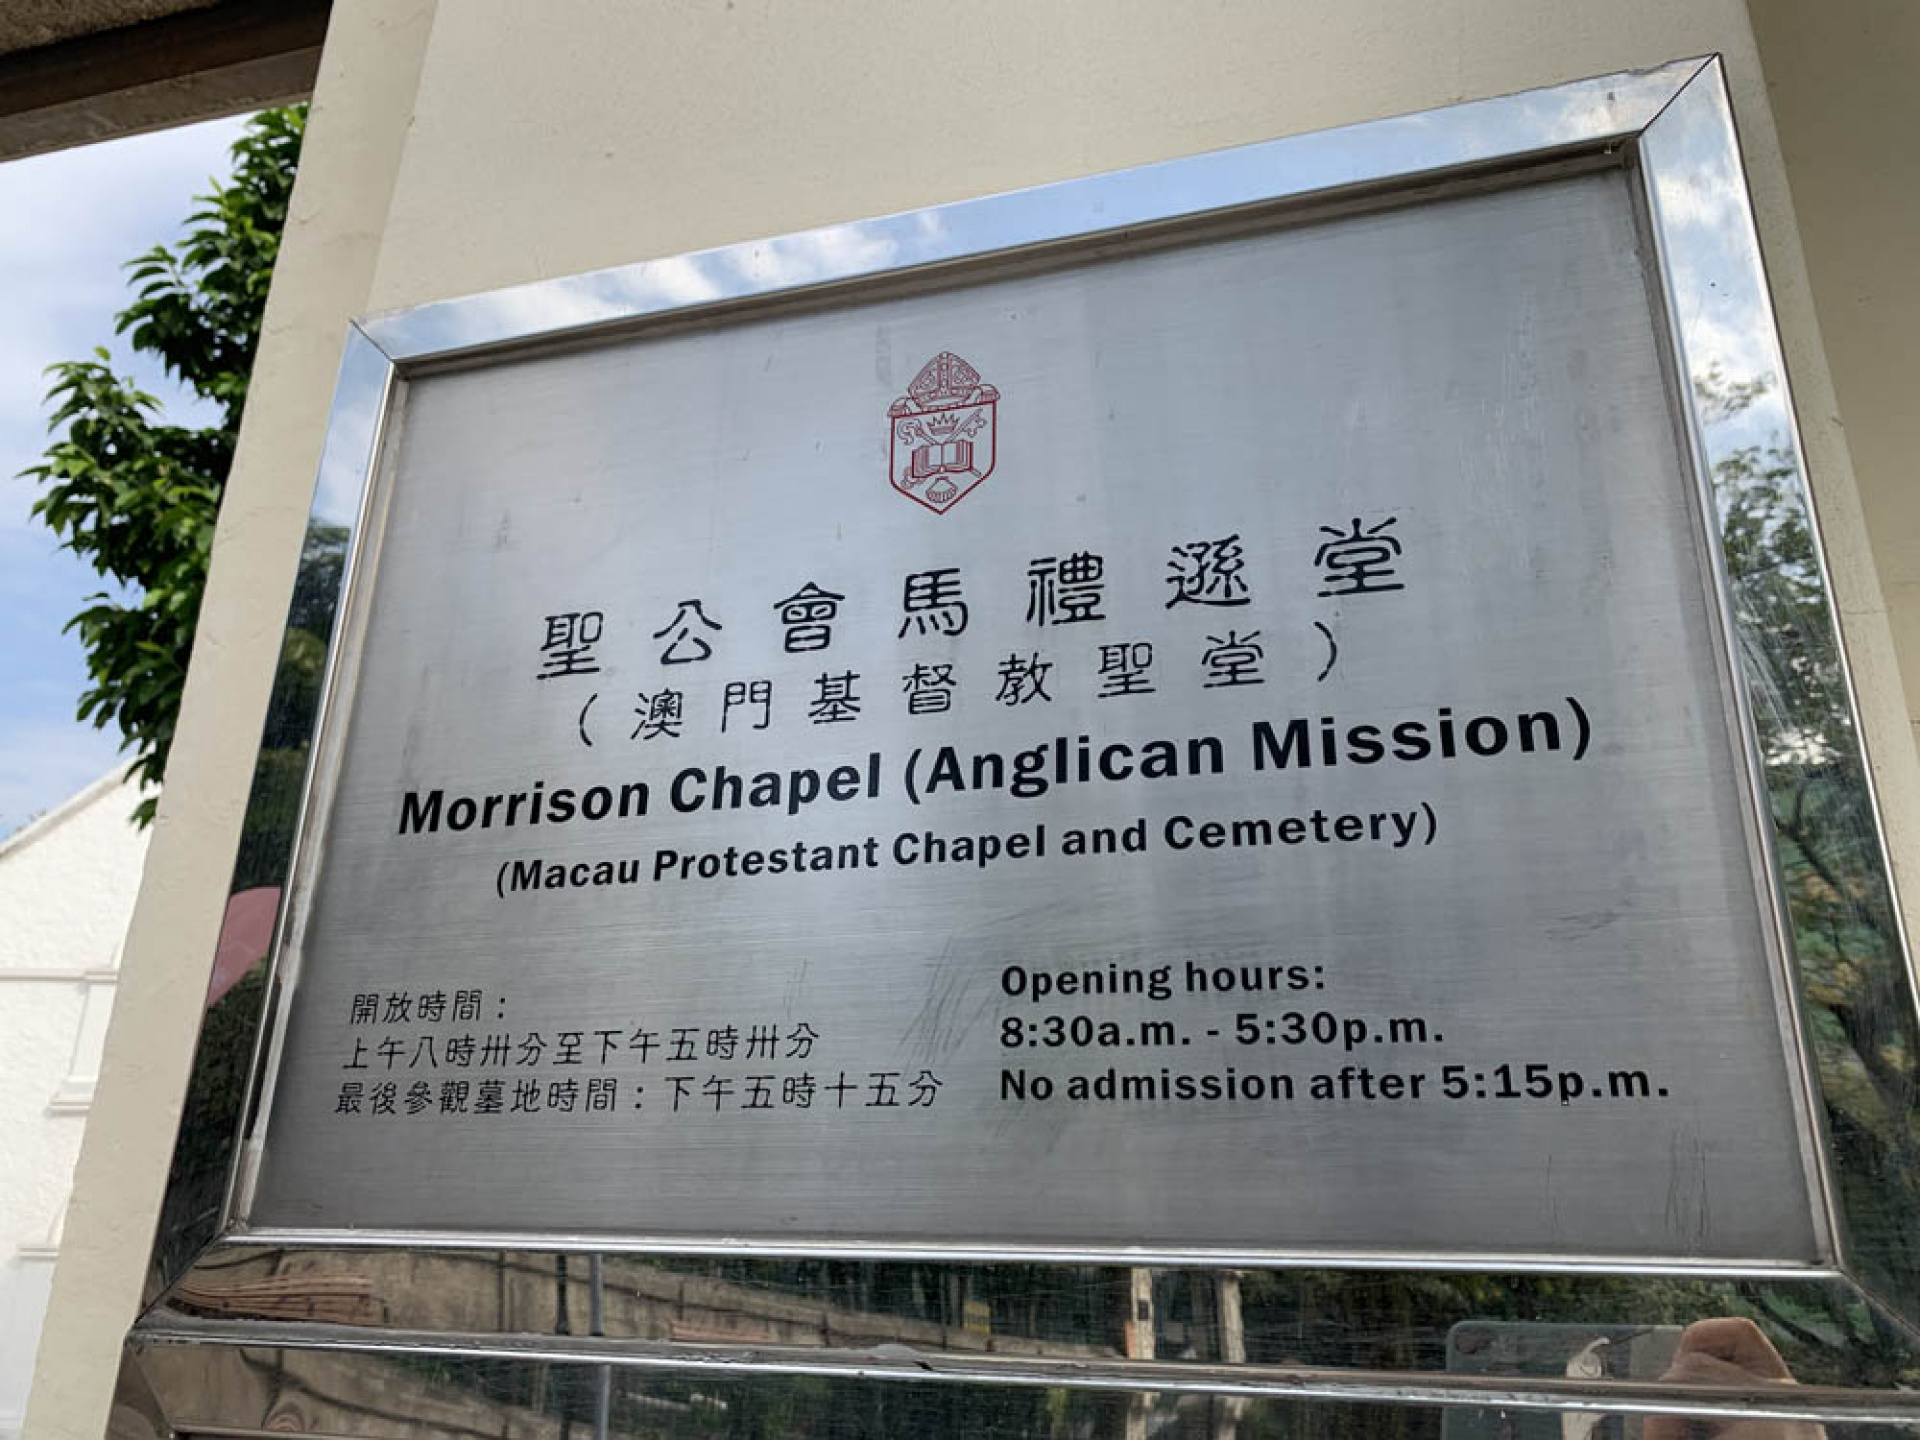 聖公會馬禮遜堂
（澳門基督教聖堂）
Morrison Chapel (Anglican Mission)
(Macau Protestant Chapel and Cemetery)
開放時間：
上午八時卅分至下午五時卅分
最後參觀墓地時間：下午五時十五分
Opening hours:
8:30a.m. - 5:30p.m.
No admission after 5:15p.m.